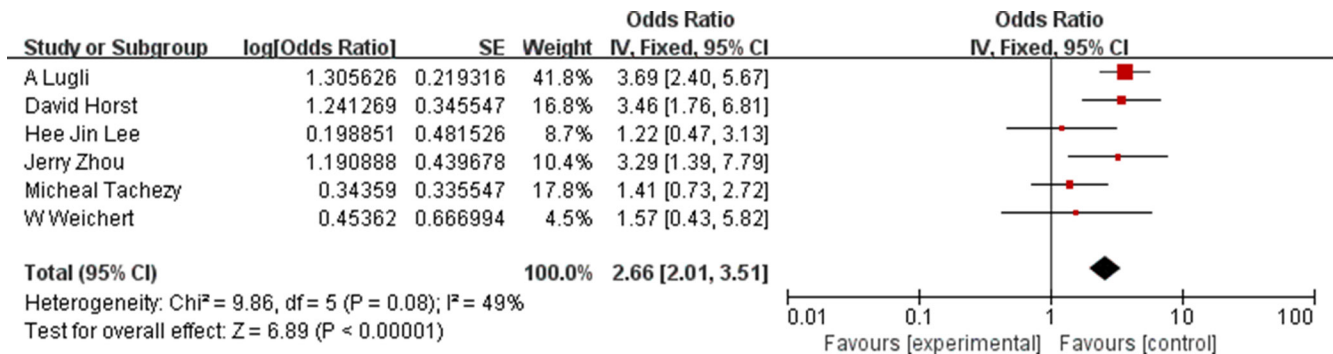 Odds Ratio Odds Ratio
Study or Subgroup log[Odds Ratio] SE Weight IV, Fixed, 95% CI IV, Fixed, 95% CI
A Lugli 1.305626 0.219316 41.8% 3.69 [2.40, 5.67]
David Horst 1.241269 0.345547 16.8% 3.46 [1.76, 6.81]
Hee Jin Lee 0.198851 0.481526 8.7% 1.22 [0.47, 3.13]
Jerry Zhou 1.190888 0.439678 10.4% 3.29 [1.39, 7.79]
Micheal Tachezy 0.34359 0.335547 17.8% 1.41 [0.73, 2.72]
W Weichert 0.45362 0.666994 4.5% 1.57 [0.43, 5.82]
Total (95% CI) 100.0% 2.66 [2.01, 3.51]
Heterogeneity: Chi² = 9.86, df = 5 (P = 0.08); I² = 49%
Test for overall effect: Z = 6.89 (P < 0.00001)
0.01 0.1 1 10 100
Favours [experimental] Favours [control]